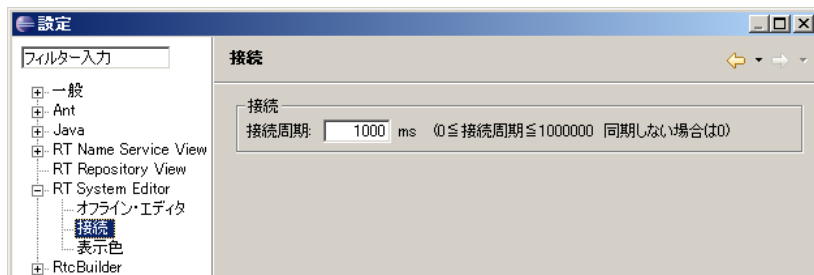 設定
フィルター入力
一般
Ant
Java
RT Name Service View
RT Repository View
RT System Editor
オフライン・エディタ
接続
表示色
RtcBuilder
接続
接続
接続周期: 1000 ms (0≦接続周期≦1000000 同期しない場合は0)